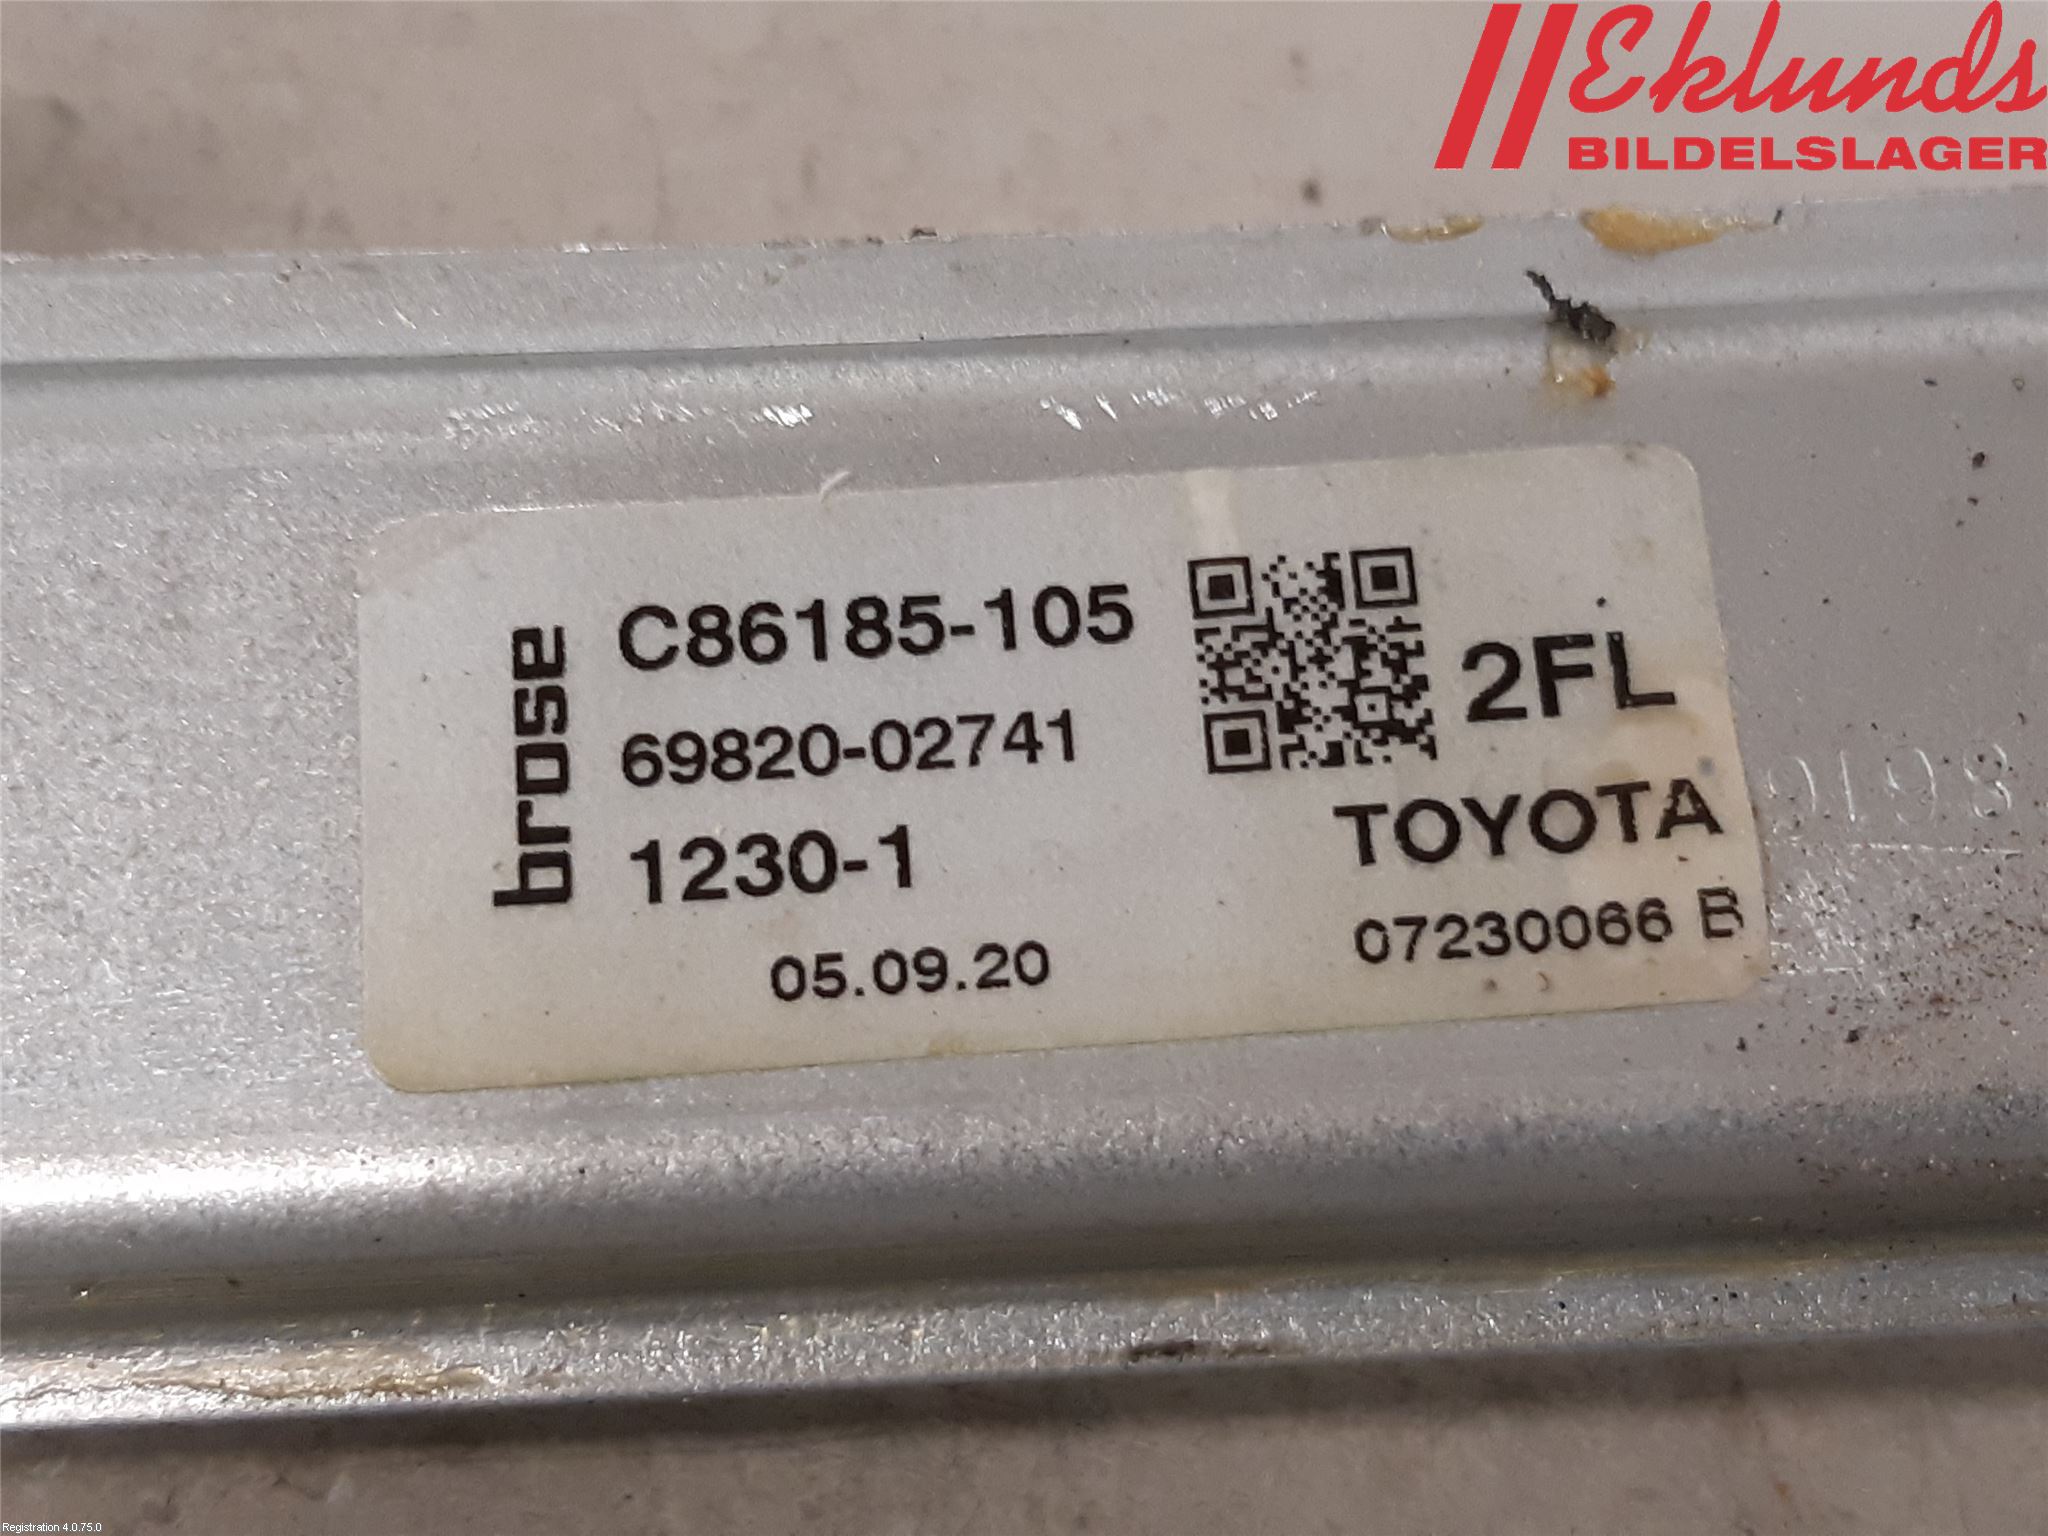 Eklunds
BILDELSLAGER
brose
C86185-105
69820-02741
1230-1
05.09.20
2FL
TOYOTA
07230066 B
Registration 4.0.75.0